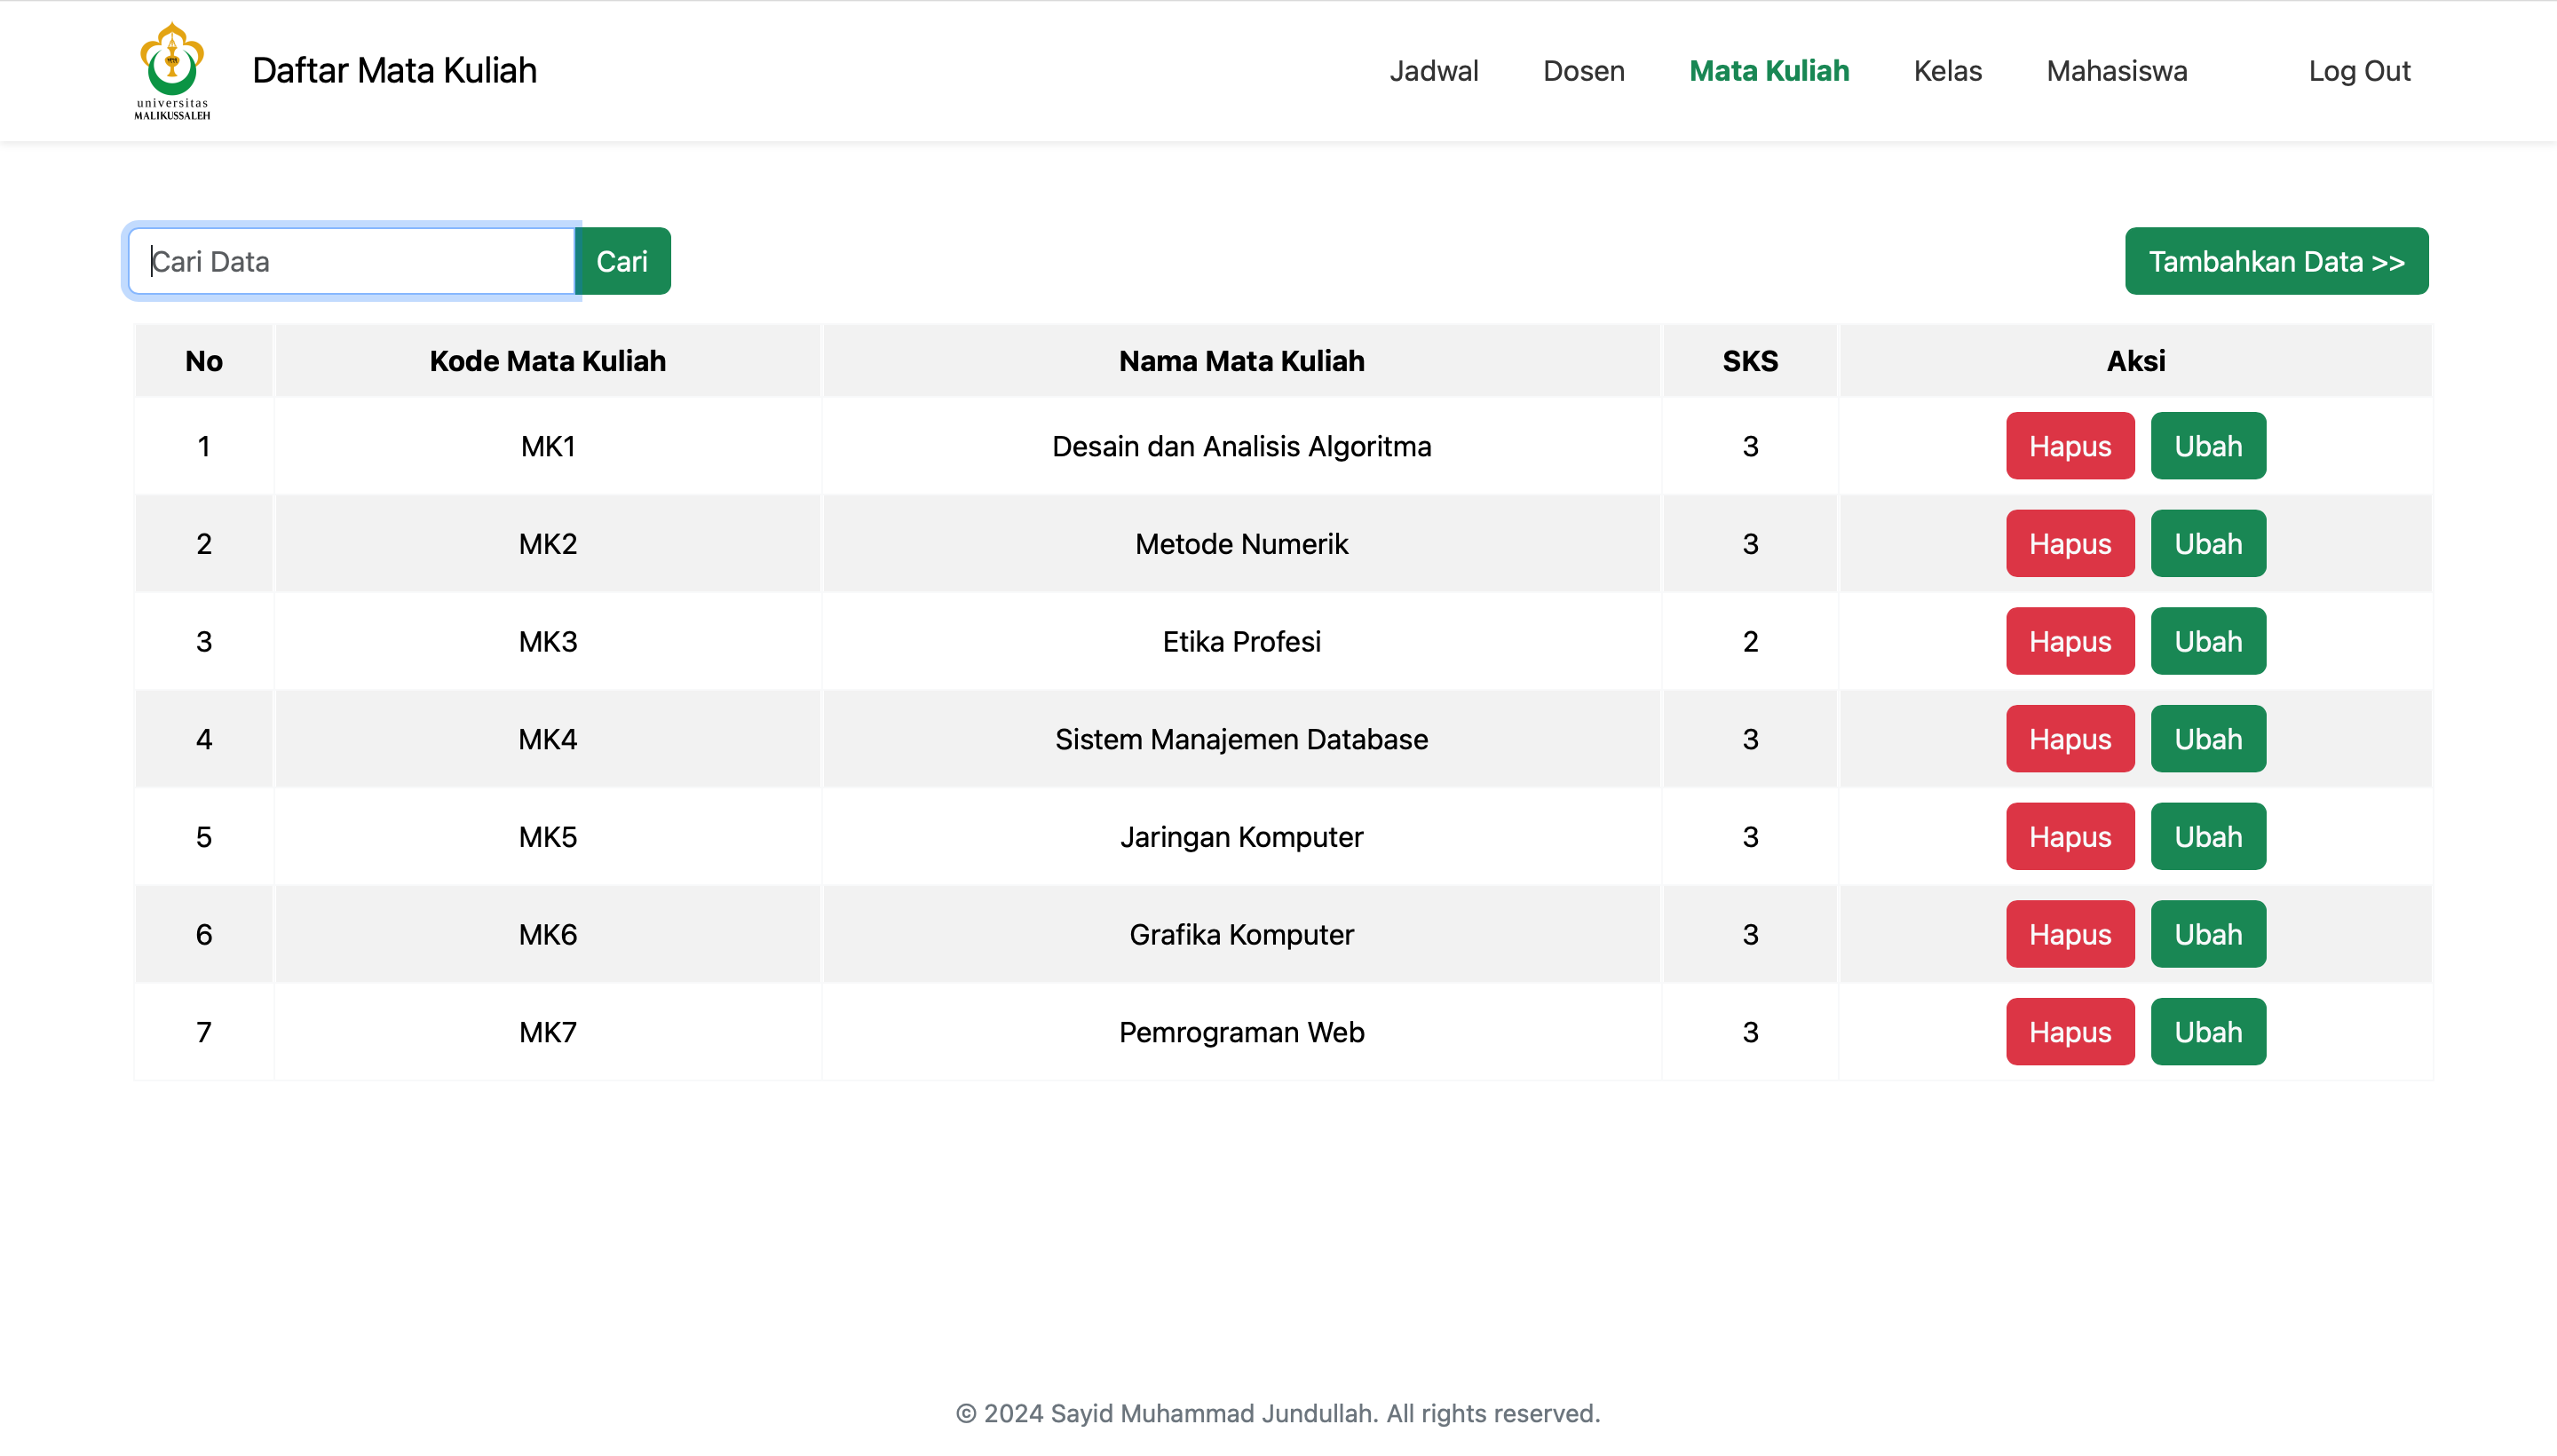 universitas
MALIKUSSALEH
Daftar Mata Kuliah
Jadwal Dosen Mata Kuliah Kelas Mahasiswa Log Out
Cari Data Cari Tambahkan Data >>
No Kode Mata Kuliah Nama Mata Kuliah SKS Aksi
1 MK1 Desain dan Analisis Algoritma 3 Hapus Ubah
2 MK2 Metode Numerik 3 Hapus Ubah
3 MK3 Etika Profesi 2 Hapus Ubah
4 MK4 Sistem Manajemen Database 3 Hapus Ubah
5 MK5 Jaringan Komputer 3 Hapus Ubah
6 MK6 Grafika Komputer 3 Hapus Ubah
7 MK7 Pemrograman Web 3 Hapus Ubah
© 2024 Sayid Muhammad Jundullah. All rights reserved.